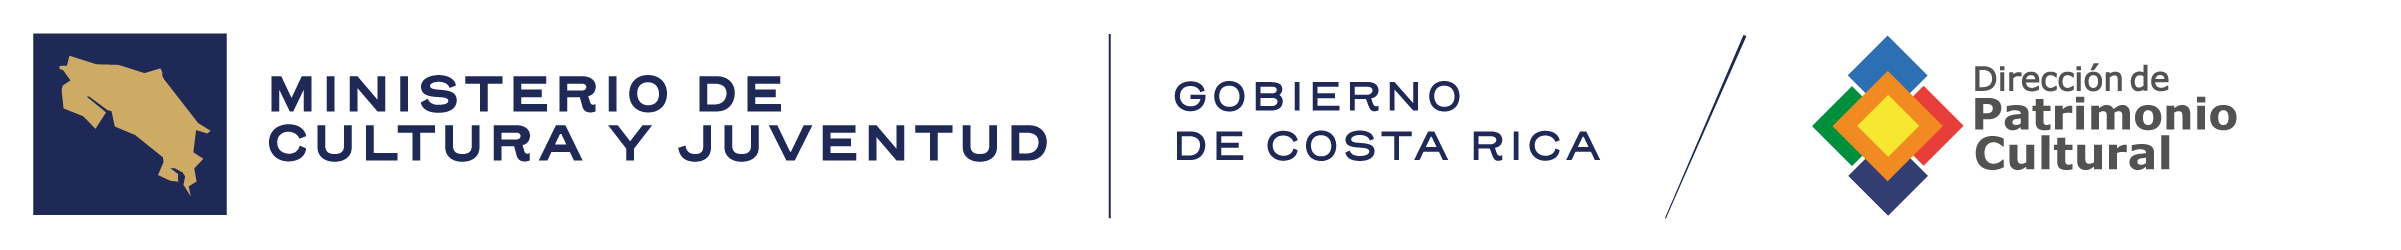 MINISTERIO DE
CULTURA Y JUVENTUD
GOBIERNO
DE COSTA RICA
Dirección de
Patrimonio
Cultural